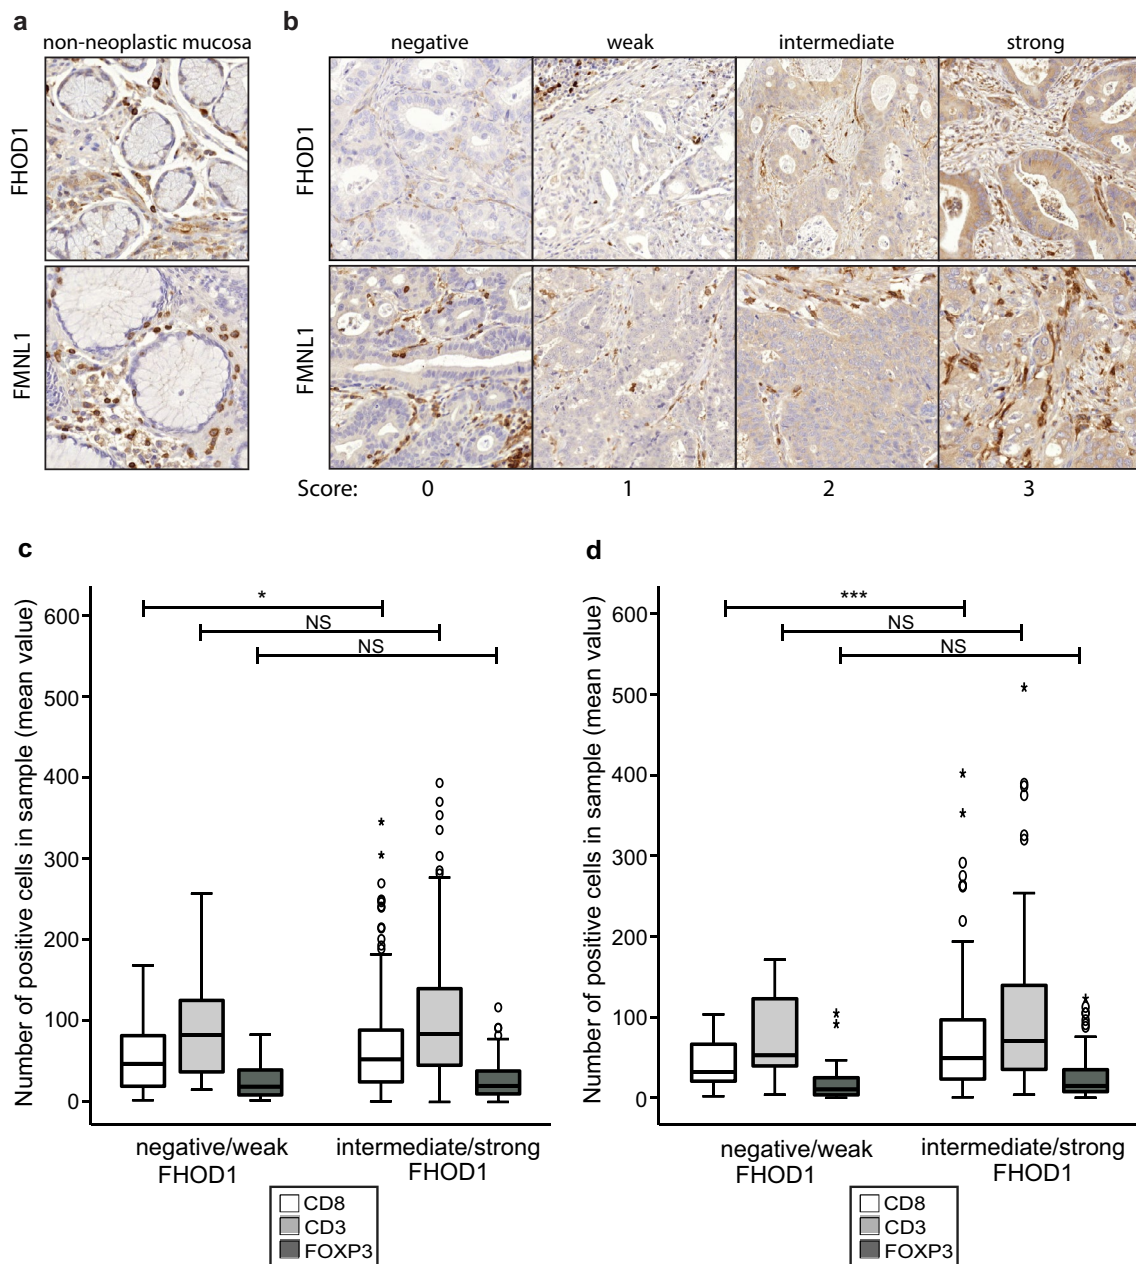 a
b
non-neoplastic mucosa
negative
weak
intermediate
strong
FHOD1
FHOD1
FMNL1
FMNL1
Score:
0
1
2
3
c
Number of positive cells in sample (mean value)
600
500
400
300
200
100
0
*
NS
NS
negative/weak
FHOD1
intermediate/strong
FHOD1
CD8
CD3
FOXP3
d
Number of positive cells in sample (mean value)
600
500
400
300
200
100
0
***
NS
NS
negative/weak
FHOD1
intermediate/strong
FHOD1
CD8
CD3
FOXP3